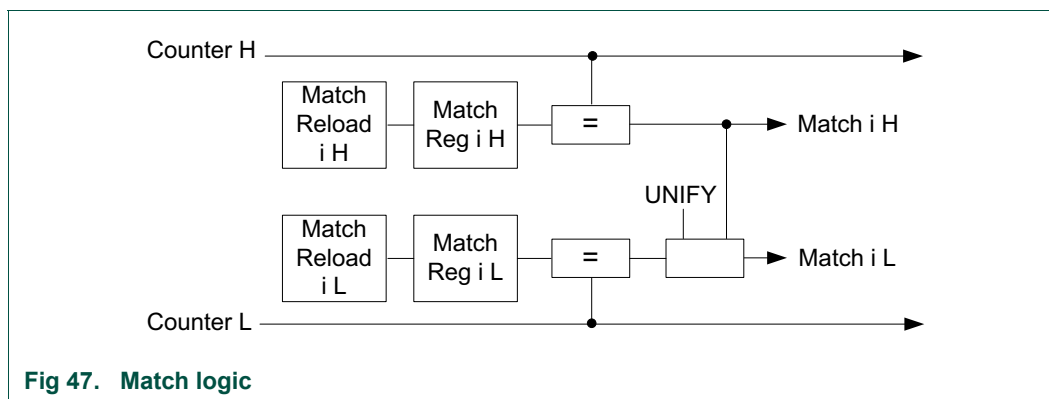 Counter H
Match
Reload
i H
Match
Reg i H
=
Match i H
UNIFY
Match
Reload
i L
Match
Reg i L
=
Match i L
Counter L
Fig 47. Match logic